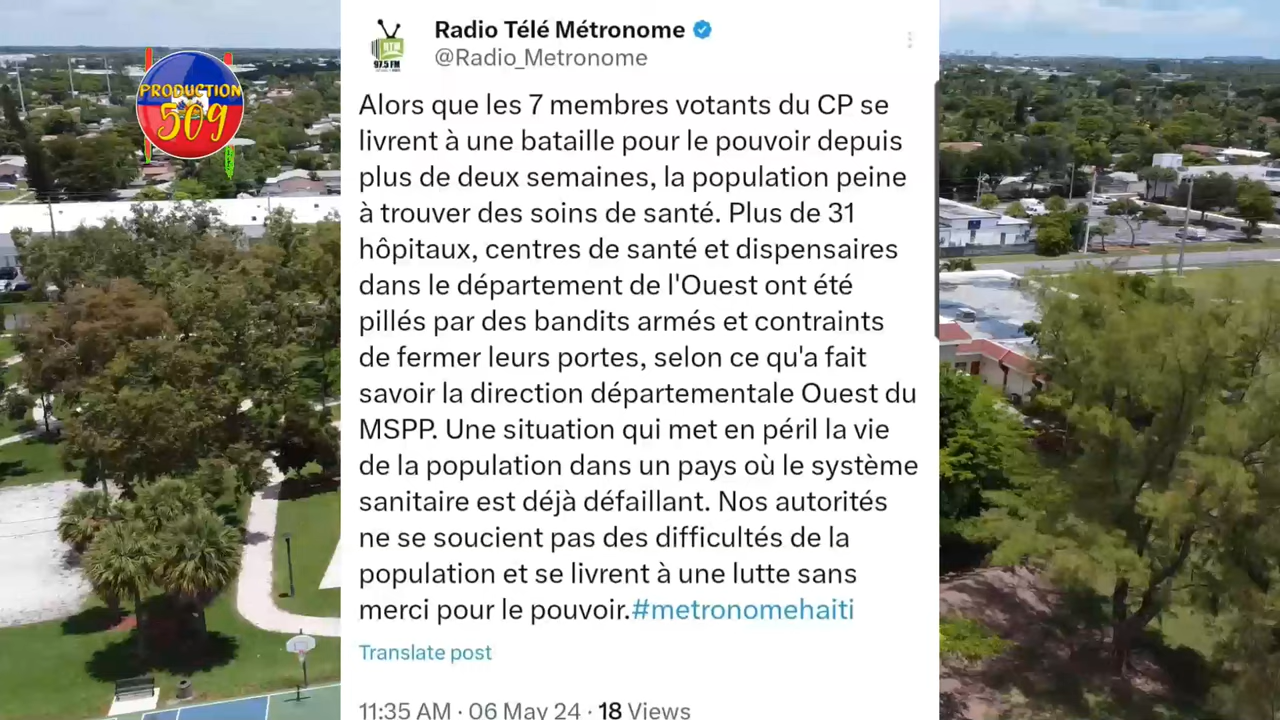 PRODUCTION
509
RTM
97.5 FM
Radio Télé Métronome
@Radio_Metronome
Alors que les 7 membres votants du CP se
livrent à une bataille pour le pouvoir depuis
plus de deux semaines, la population peine
à trouver des soins de santé. Plus de 31
hôpitaux, centres de santé et dispensaires
dans le département de l'Ouest ont été
pillés par des bandits armés et contraints
de fermer leurs portes, selon ce qu'a fait
savoir la direction départementale Ouest du
MSPP. Une situation qui met en péril la vie
de la population dans un pays où le système
sanitaire est déjà défaillant. Nos autorités
ne se soucient pas des difficultés de la
population et se livrent à une lutte sans
merci pour le pouvoir.#metronomehaiti
Translate post
11:35 AM · 06 May 24 · 18 Views